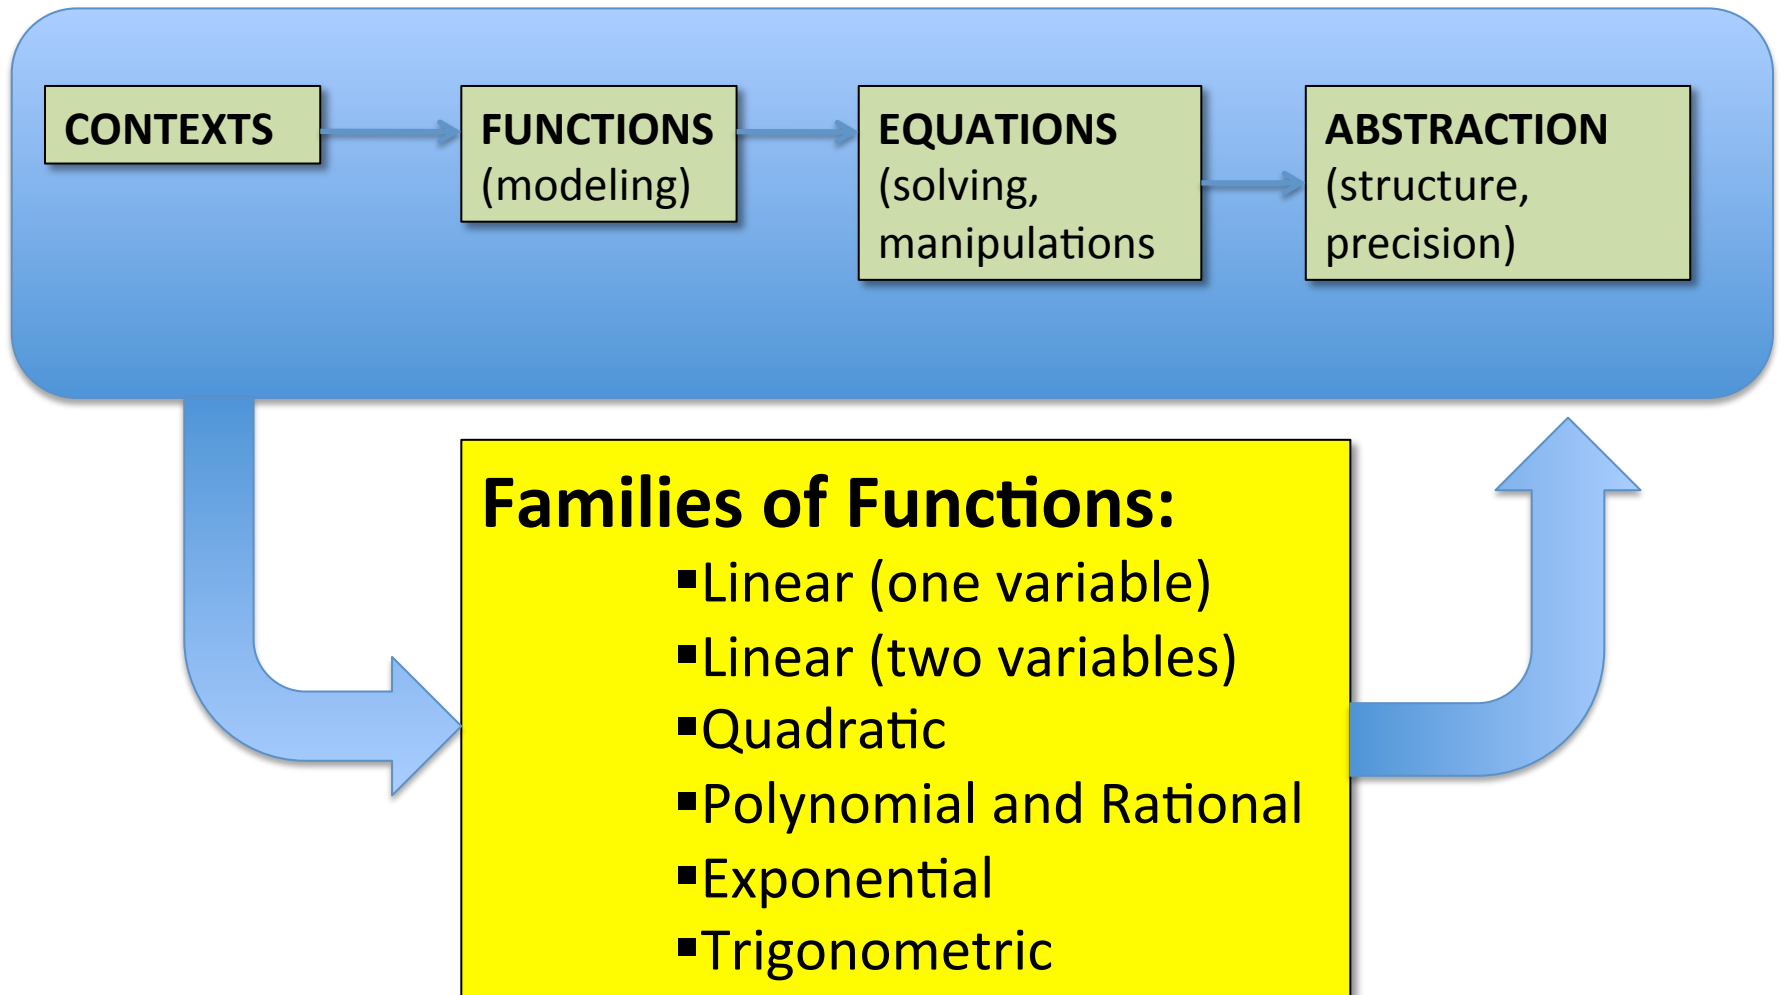 CONTEXTS
FUNCTIONS
(modeling)
EQUATIONS
(solving,
manipulations
ABSTRACTION
(structure,
precision)
Families of Functions:
▪Linear (one variable)
▪Linear (two variables)
▪Quadratic
▪Polynomial and Rational
▪Exponential
▪Trigonometric